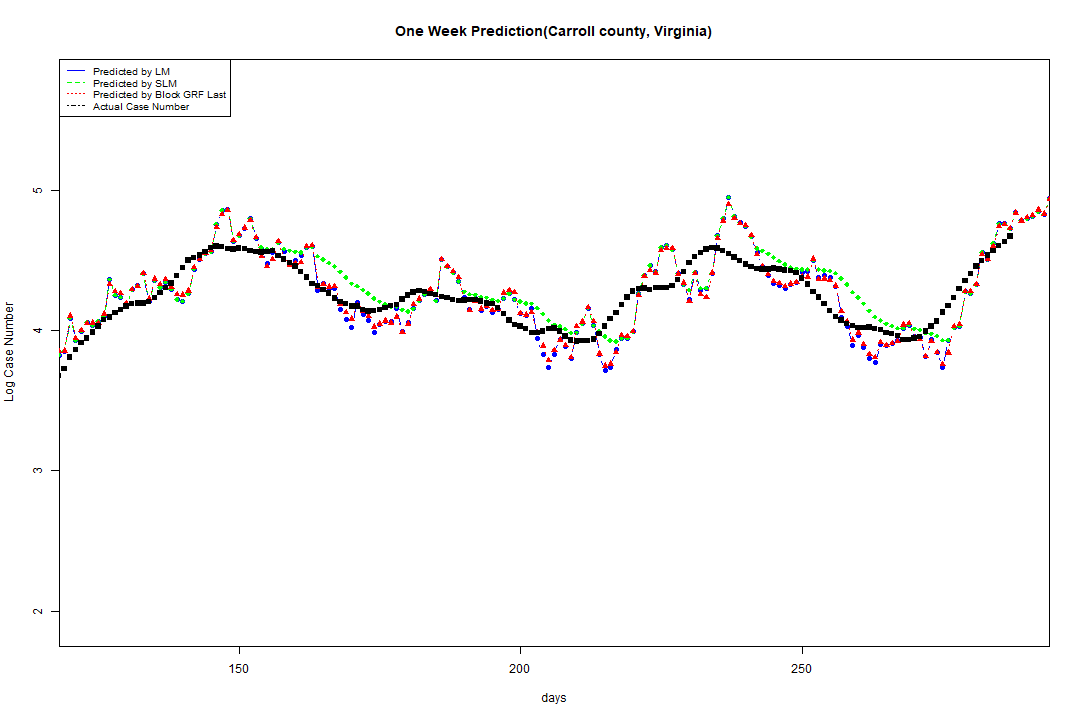 One Week Prediction(Carroll county, Virginia)
Predicted by LM
Predicted by SLM
Predicted by Block GRF Last
Actual Case Number
5
4
3
2
Log Case Number
150
200
250
days